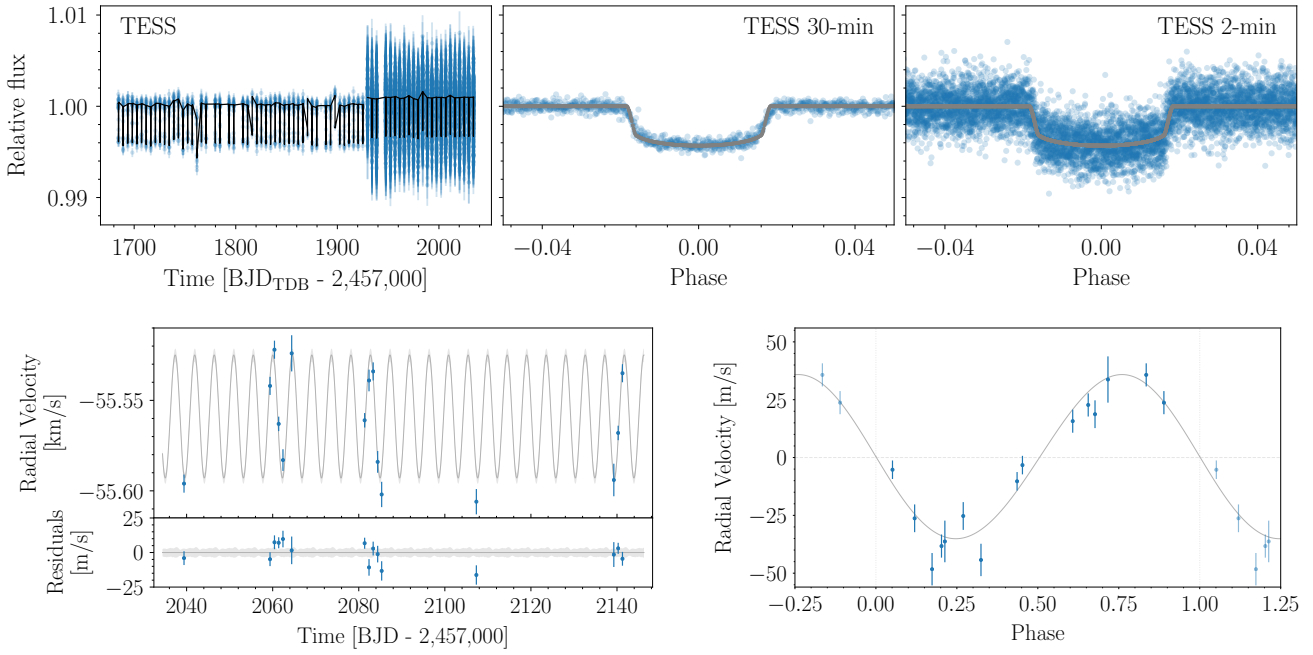 TESS
TESS 30-min
TESS 2-min
Relative flux
1.01
1.00
0.99
1700
1800
1900
2000
Time [BJD_TDB - 2,457,000]
−0.04
0.00
0.04
Phase
−0.04
0.00
0.04
Phase
Radial Velocity
[km/s]
−55.55
−55.60
Residuals
[m/s]
25
0
−25
2040
2060
2080
2100
2120
2140
Time [BJD - 2,457,000]
Radial Velocity [m/s]
50
25
0
−25
−50
−0.25
0.00
0.25
0.50
0.75
1.00
1.25
Phase